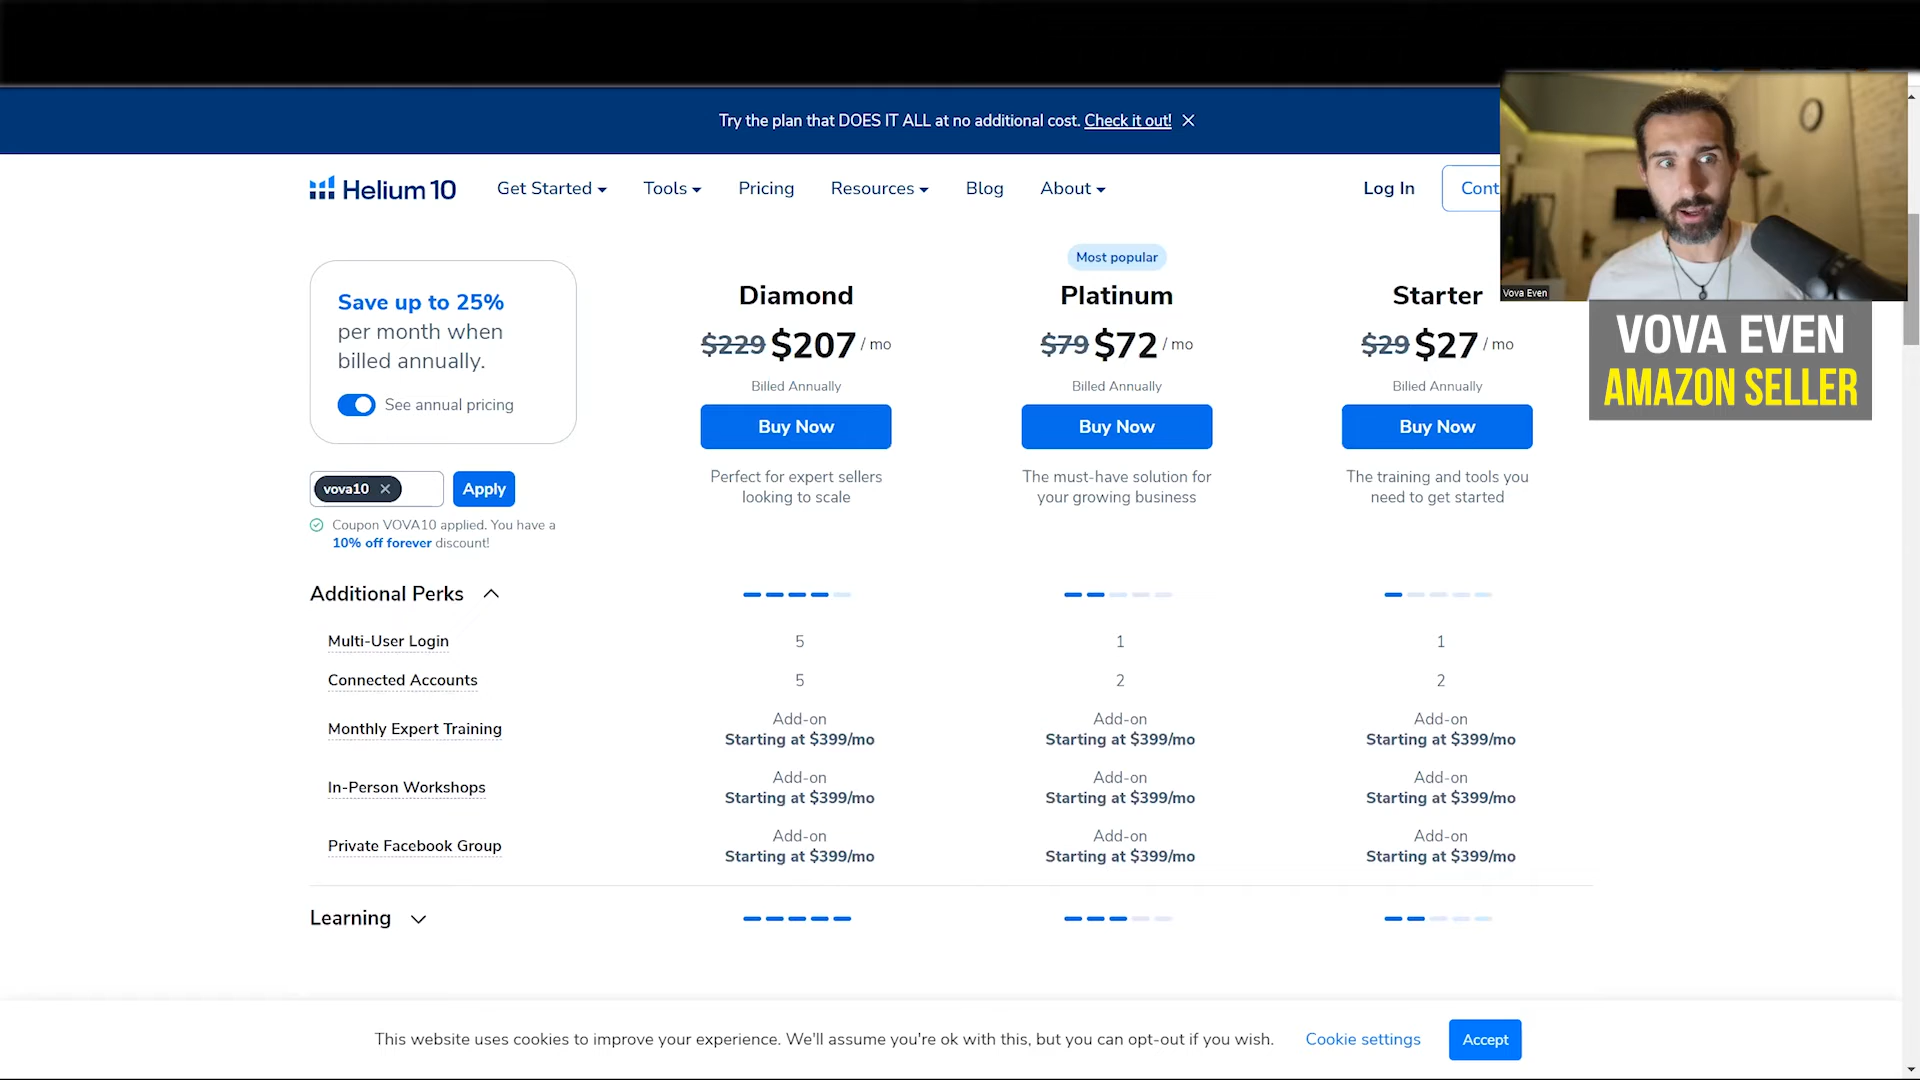 Try the plan that DOES IT ALL at no additional cost. Check it out!
Helium 10
Get Started
Tools
Pricing
Resources
Blog
About
Log In
Cont
Vova Even
VOVA EVEN
AMAZON SELLER
Save up to 25%
per month when
billed annually.
See annual pricing
vova10
Apply
Coupon VOVA10 applied. You have a
10% off forever discount!
Diamond
$229 $207 / mo
Billed Annually
Buy Now
Perfect for expert sellers
looking to scale
Most popular
Platinum
$79 $72 / mo
Billed Annually
Buy Now
The must-have solution for
your growing business
Starter
$29 $27 / mo
Billed Annually
Buy Now
The training and tools you
need to get started
Additional Perks
Multi-User Login 5 1 1
Connected Accounts 5 2 2
Monthly Expert Training
Add-on Add-on Add-on
Starting at $399/mo Starting at $399/mo Starting at $399/mo
In-Person Workshops
Add-on Add-on Add-on
Starting at $399/mo Starting at $399/mo Starting at $399/mo
Private Facebook Group
Add-on Add-on Add-on
Starting at $399/mo Starting at $399/mo Starting at $399/mo
Learning
This website uses cookies to improve your experience. We'll assume you're ok with this, but you can opt-out if you wish.
Cookie settings
Accept